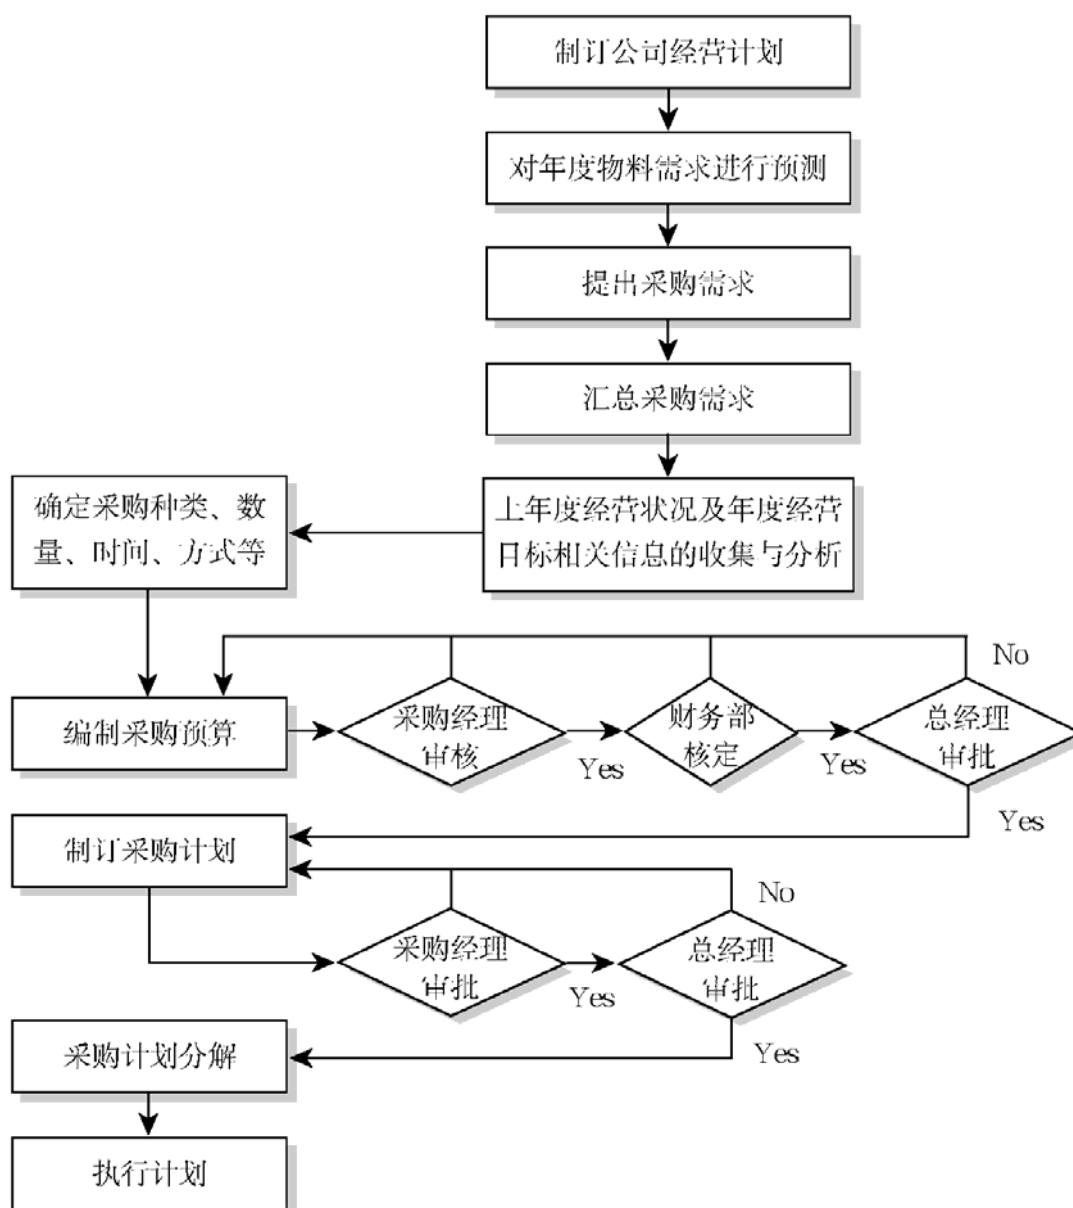 制订公司经营计划
对年度物料需求进行预测
提出采购需求
汇总采购需求
上年度经营状况及年度经营
目标相关信息的收集与分析
确定采购种类、数
量、时间、方式等
No
编制采购预算
采购经理
审核
Yes
财务部
核定
Yes
总经理
审批
Yes
制订采购计划
No
采购经理
审批
Yes
总经理
审批
Yes
采购计划分解
执行计划